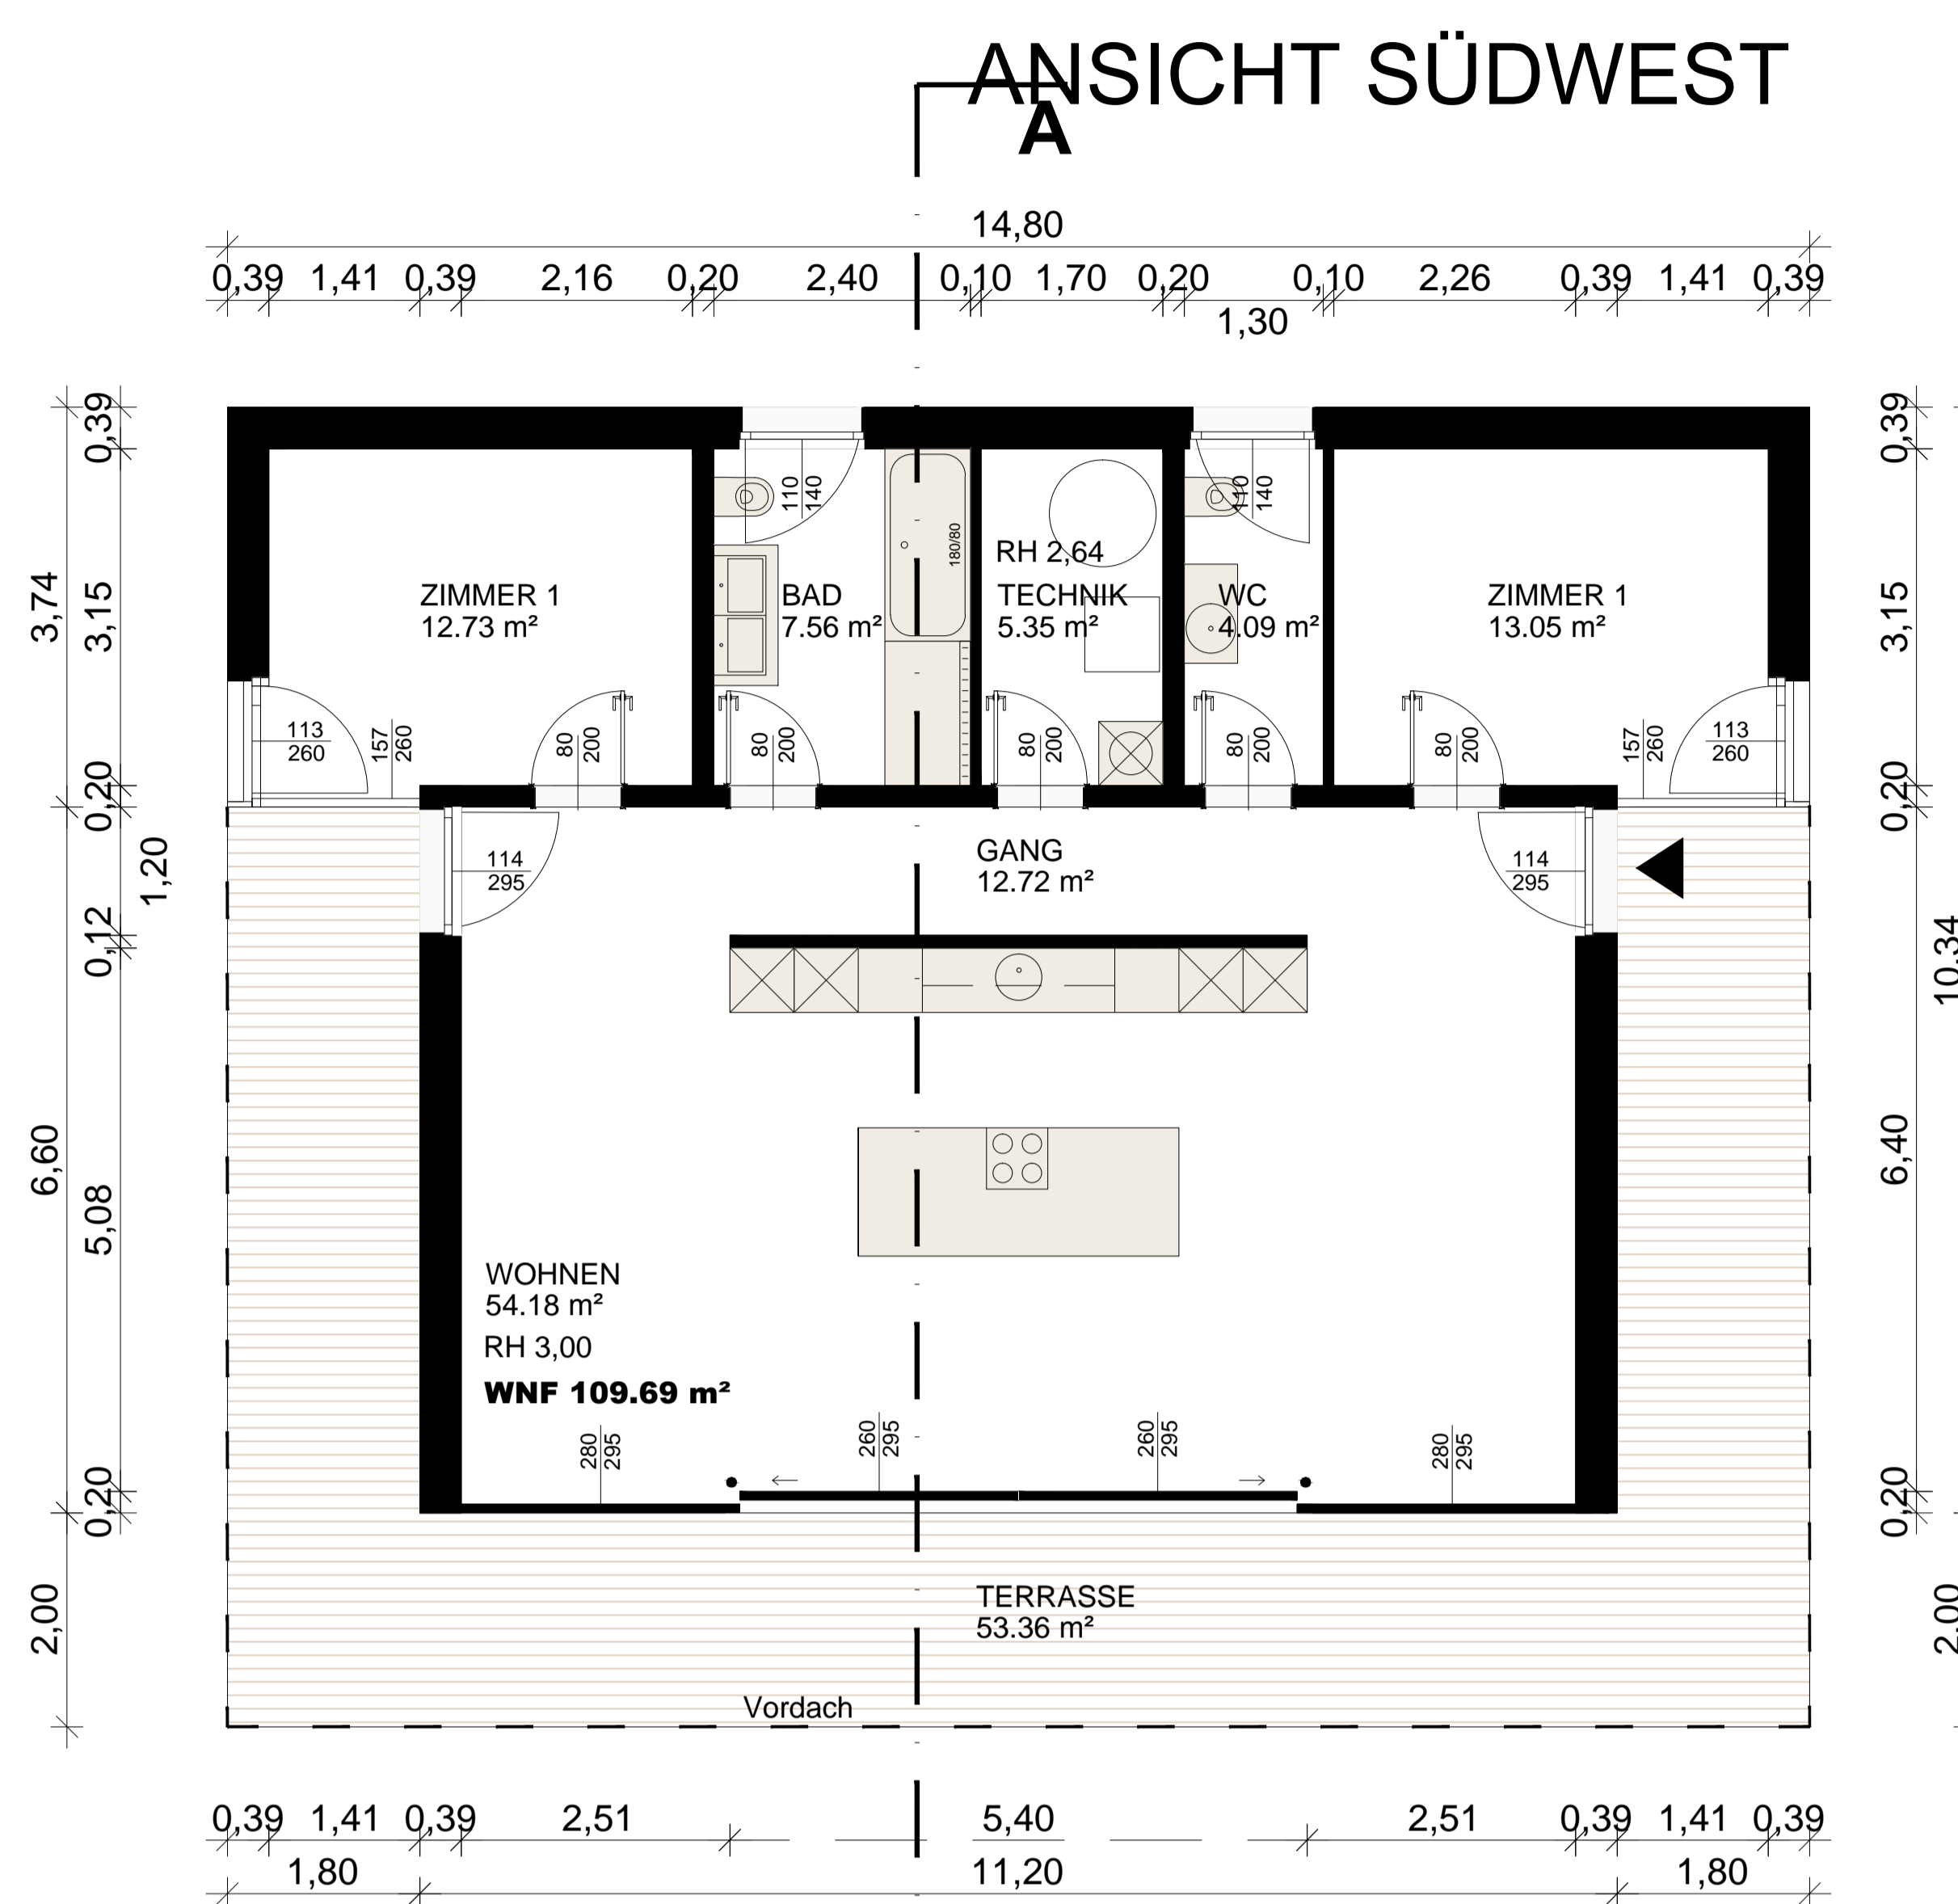 ANSICHT SÜDWEST
A
14,80
0,39 1,41 0,39 2,16 0,20 2,40 0,10 1,70 0,20 0,10 2,26 0,39 1,41 0,39
1,30
0,39
3,74
3,15
0,20
1,20
0,12
6,60
5,08
0,20
2,00
110
140
110
140
180/80
RH 2,64
ZIMMER 1
12.73 m²
BAD
7.56 m²
TECHNIK
5.35 m²
WC
4.09 m²
ZIMMER 1
13.05 m²
113
260
157
260
80
200
80
200
80
200
80
200
80
200
157
260
113
260
114
295
GANG
12.72 m²
114
295
WOHNEN
54.18 m²
RH 3,00
WNF 109.69 m²
280
295
260
295
260
295
280
295
TERRASSE
53.36 m²
Vordach
0,39
3,15
0,20
10,34
6,40
0,20
2,00
0,39 1,41 0,39 2,51 5,40 2,51 0,39 1,41 0,39
1,80 11,20 1,80